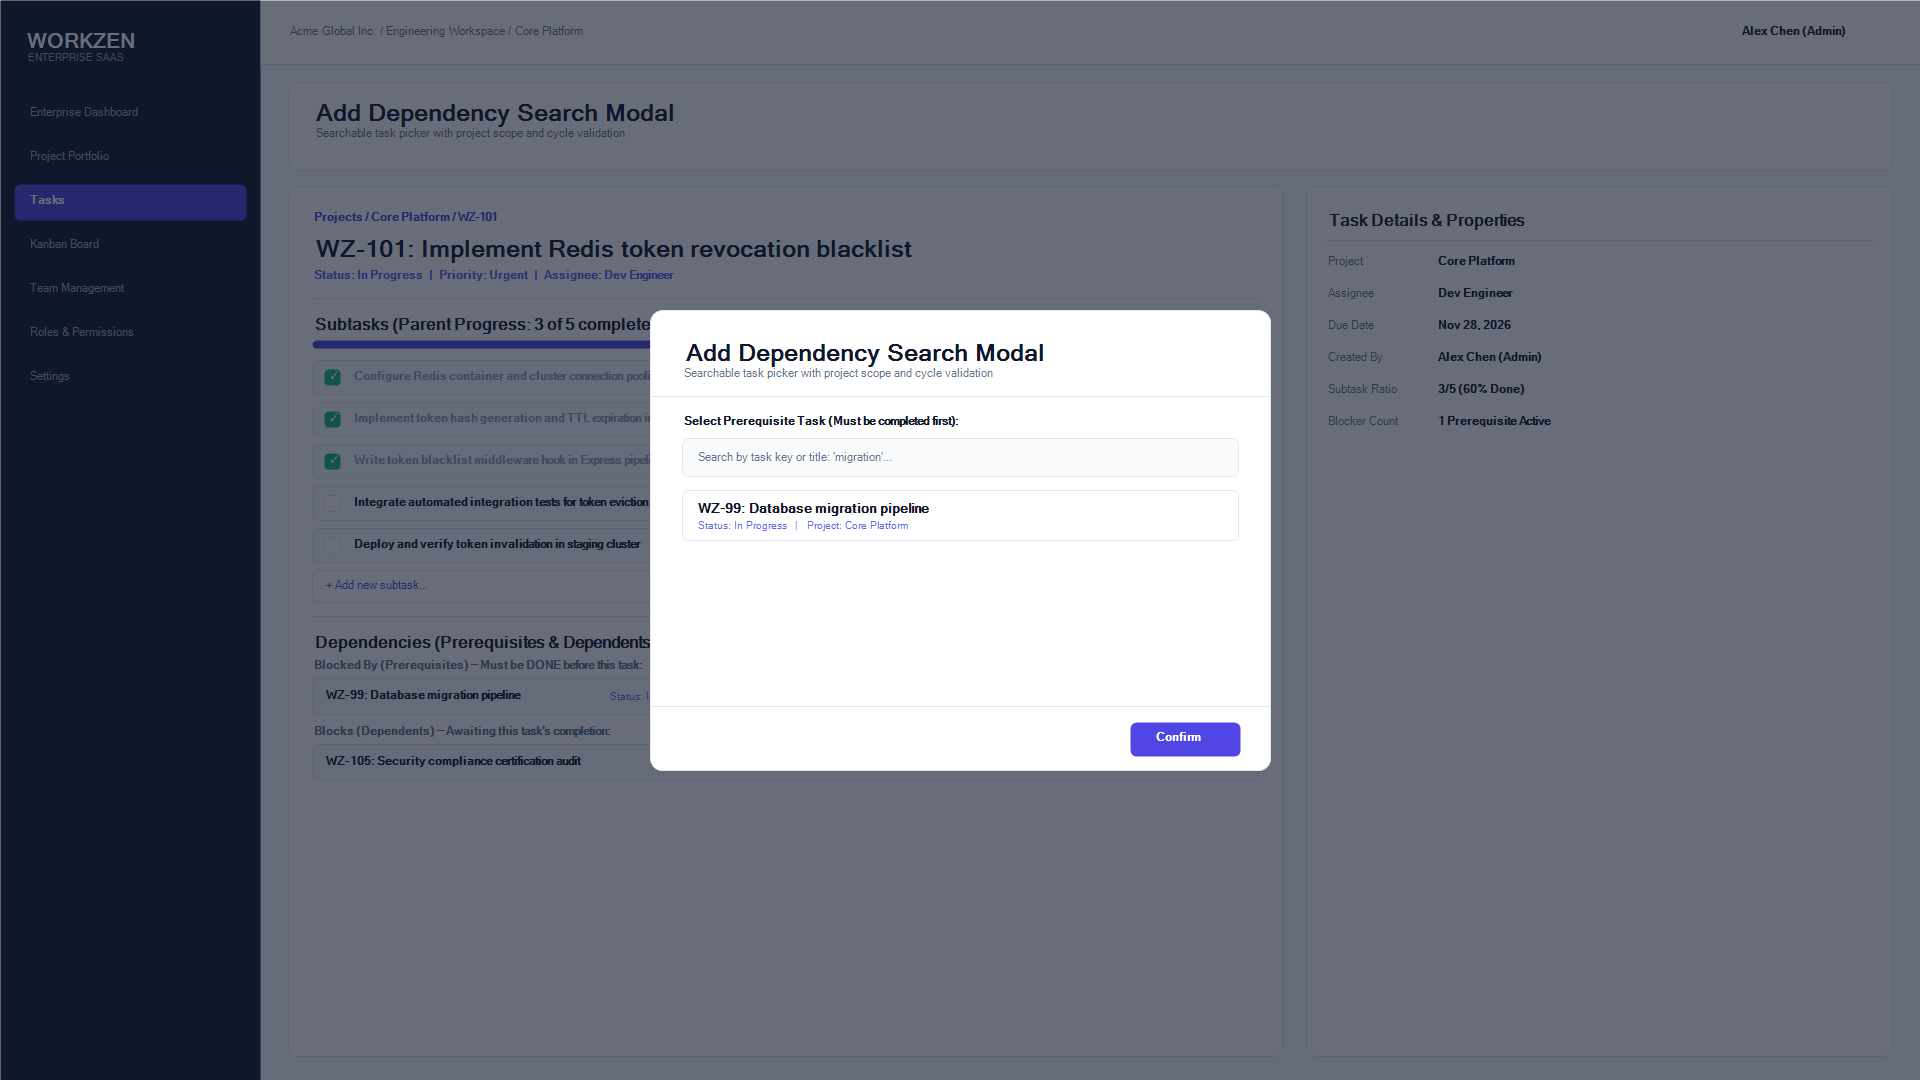 WORKZEN
ENTERPRISE SAAS
Enterprise Dashboard
Project Portfolio
Tasks
Kanban Board
Team Management
Roles & Permissions
Settings
Acme Global Inc. / Engineering Workspace / Core Platform
Alex Chen (Admin)
Add Dependency Search Modal
Searchable task picker with project scope and cycle validation
Projects / Core Platform / WZ-101
WZ-101: Implement Redis token revocation blacklist
Status: In Progress | Priority: Urgent | Assignee: Dev Engineer
Subtasks (Parent Progress: 3 of 5 complete
Configure Redis container and cluster connection pooli
Implement token hash generation and TTL expiration i
Write token blacklist middleware hook in Express pipeli
Integrate automated integration tests for token eviction
Deploy and verify token invalidation in staging cluster
+ Add new subtask...
Dependencies (Prerequisites & Dependents
Blocked By (Prerequisites) — Must be DONE before this task:
WZ-99: Database migration pipeline
Status: I
Blocks (Dependents) — Awaiting this task's completion:
WZ-105: Security compliance certification audit
Add Dependency Search Modal
Searchable task picker with project scope and cycle validation
Select Prerequisite Task (Must be completed first):
Search by task key or title: 'migration'...
WZ-99: Database migration pipeline
Status: In Progress | Project: Core Platform
Confirm
Task Details & Properties
Project Core Platform
Assignee Dev Engineer
Due Date Nov 28, 2026
Created By Alex Chen (Admin)
Subtask Ratio 3/5 (60% Done)
Blocker Count 1 Prerequisite Active